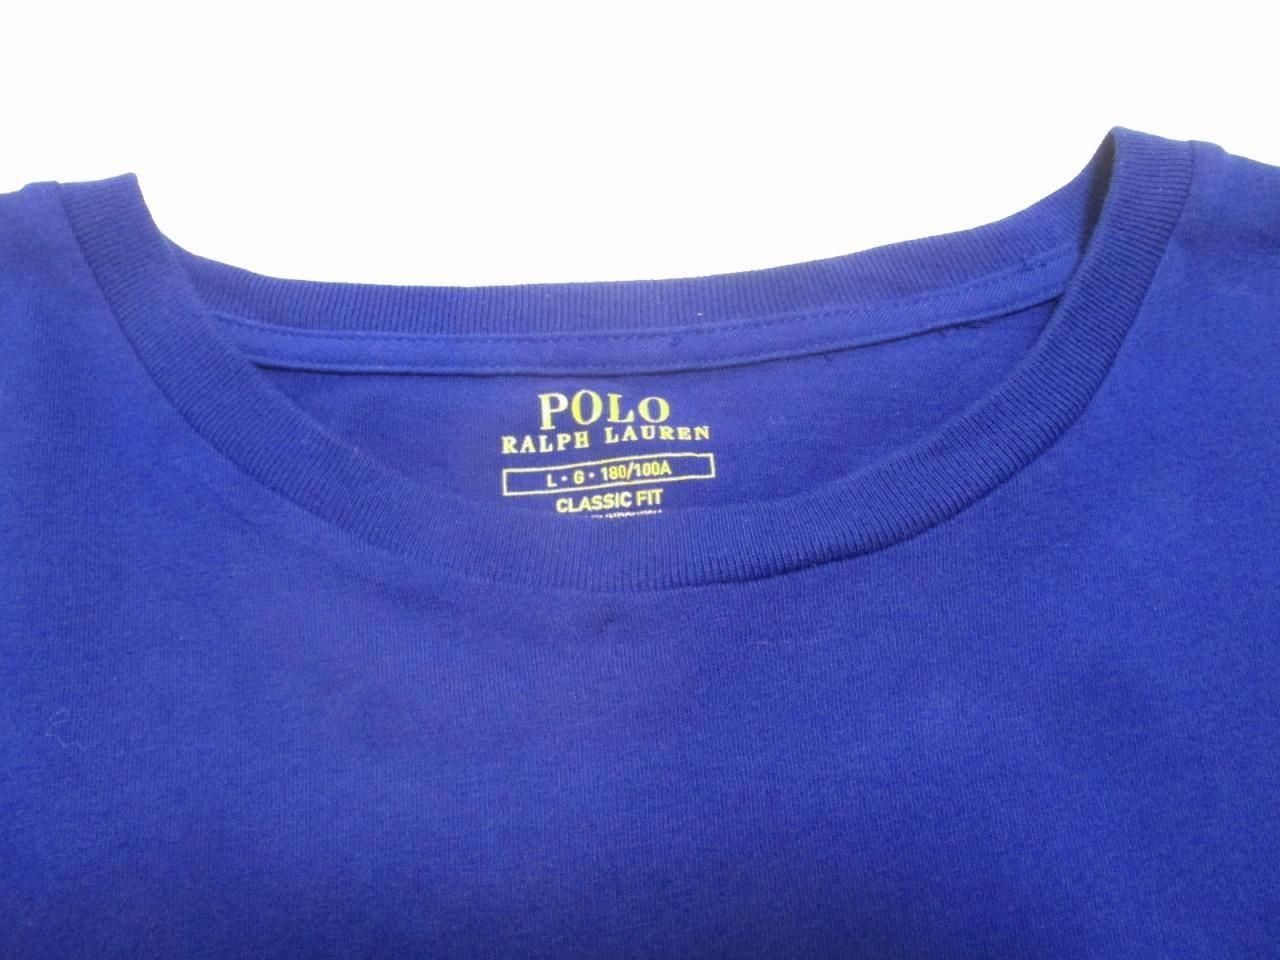 POLO
RALPH LAUREN
L • G • 180/100A
CLASSIC FIT